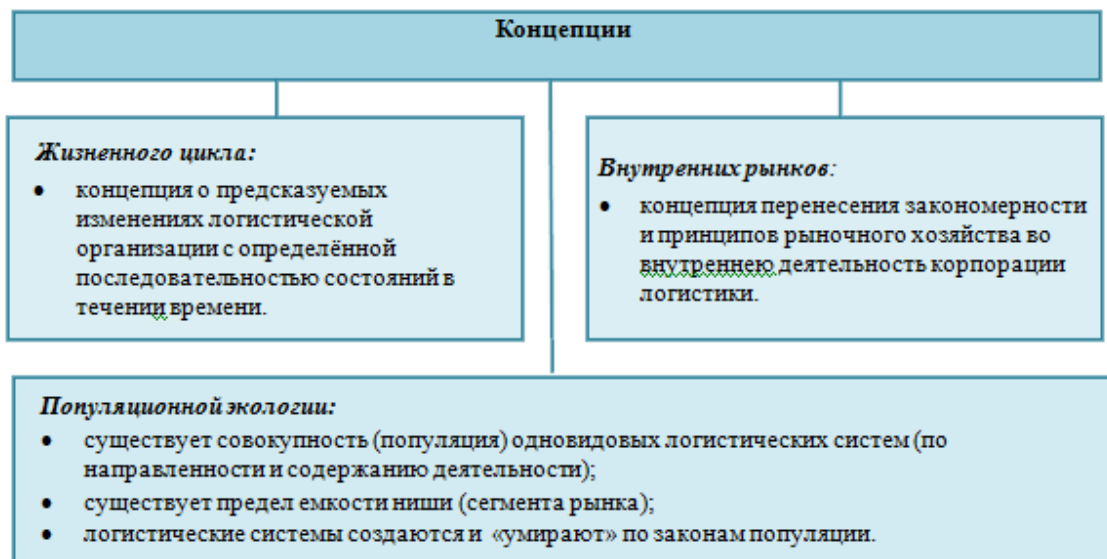 Концепции
Жизненного цикла:
• концепция о предсказуемых
изменениях логистической
организации с определённой
последовательностью состояний в
течении времени.
Внутренних рынков:
• концепция перенесения закономерности
и принципов рыночного хозяйства во
внутреннею деятельность корпорации
логистики.
Популяционной экологии:
• существует совокупность (популяция) одновидовых логистических систем (по
направленности и содержанию деятельности);
• существует предел емкости ниши (сегмента рынка);
• логистические системы создаются и «умирают» по законам популяции.